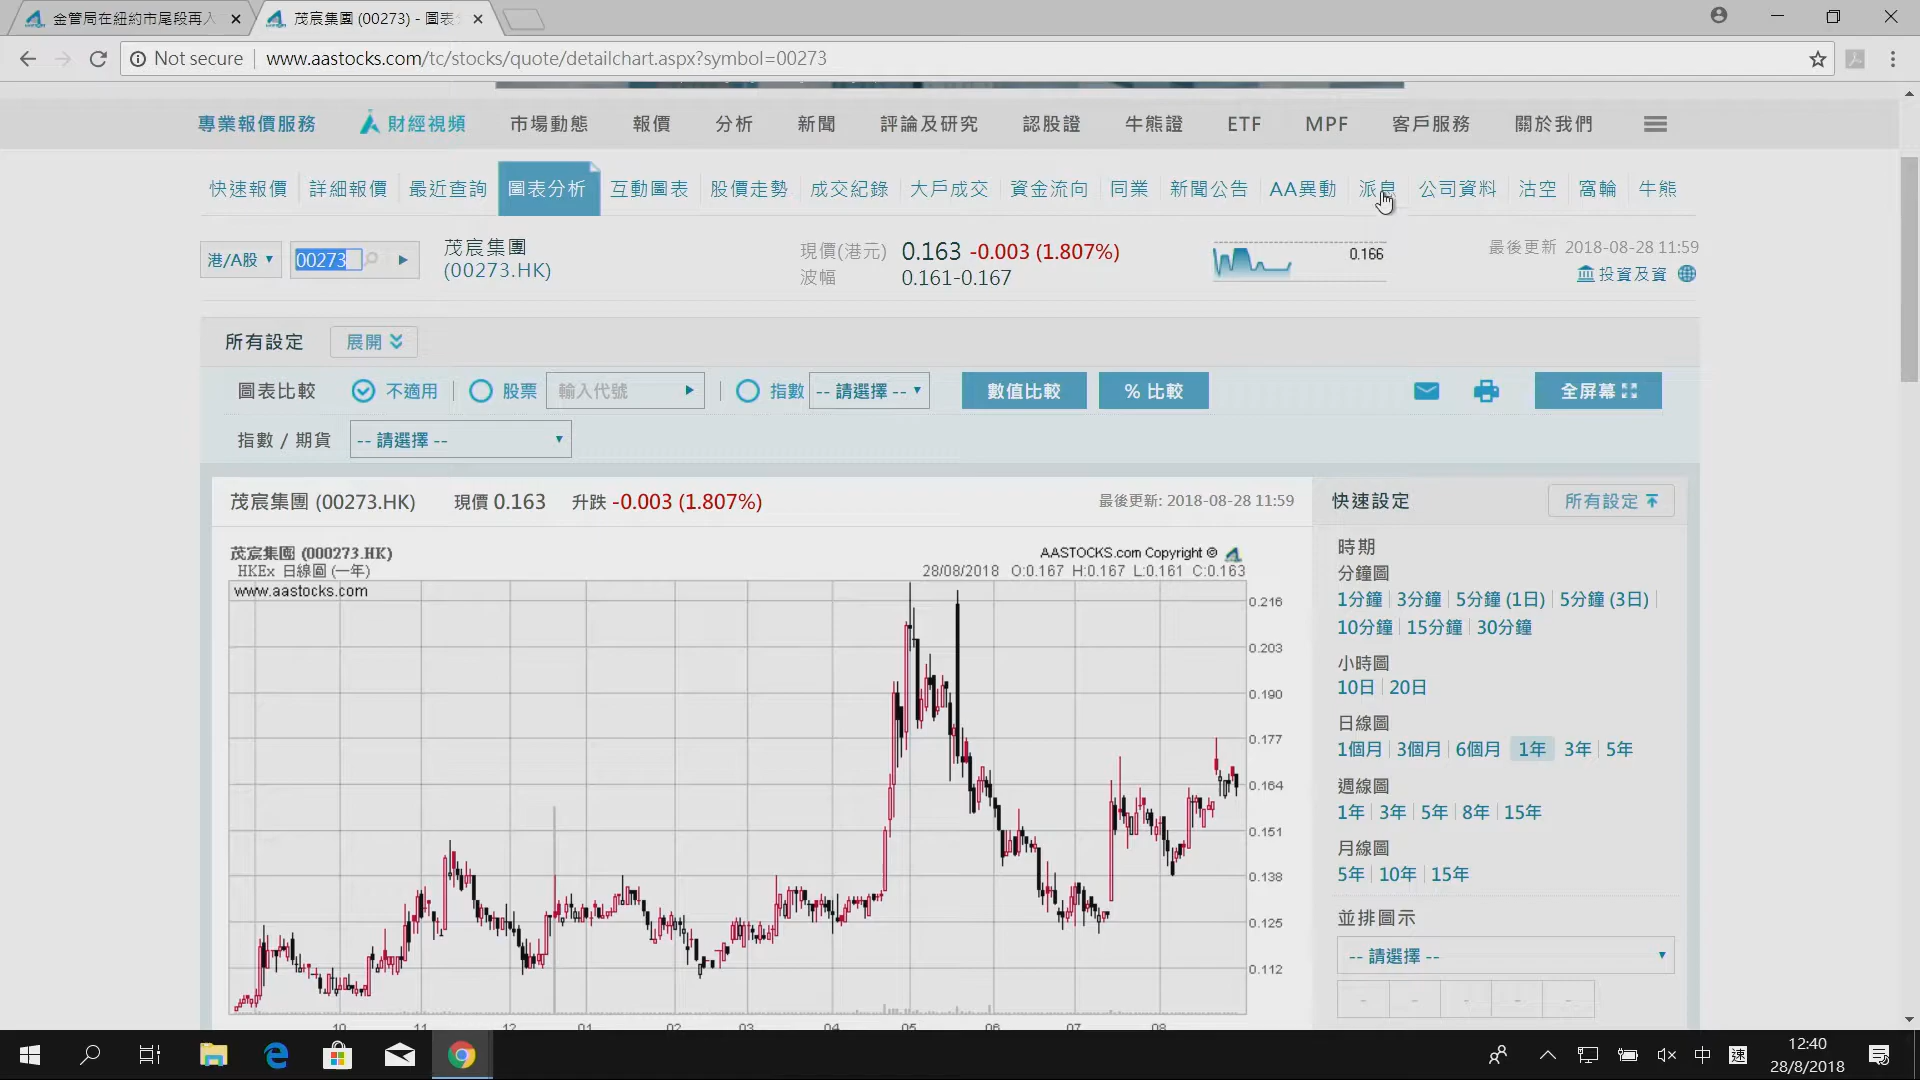 金管局在紐約市尾段再入
茂宸集團 (00273) - 圖表分
Not secure
www.aastocks.com/tc/stocks/quote/detailchart.aspx?symbol=00273
專業報價服務 財經視頻 市場動態 報價 分析 新聞 評論及研究 認股證 牛熊證 ETF MPF 客戶服務 關於我們
快速報價 詳細報價 最近查詢 圖表分析 互動圖表 股價走勢 成交紀錄 大戶成交 資金流向 同業 新聞公告 AA異動 派息 公司資料 沽空 窩輪 牛熊
港/A股 00273 茂宸集團 現價(港元) 0.163 -0.003 (1.807%) 0.166 最後更新 2018-08-28 11:59
(00273.HK) 波幅 0.161-0.167 投資及資
所有設定 展開
圖表比較 不適用 股票 輸入代號 指數 -- 請選擇 -- 數值比較 % 比較 全屏幕
指數 / 期貨 -- 請選擇 --
茂宸集團 (00273.HK) 現價 0.163 升跌 -0.003 (1.807%) 最後更新: 2018-08-28 11:59
茂宸集團 (000273.HK) AASTOCKS.com Copyright ©
HKEx 日線圖 (一年) 28/08/2018 O:0.167 H:0.167 L:0.161 C:0.163
www.aastocks.com
0.216
0.203
0.190
0.177
0.164
0.151
0.138
0.125
0.112
10 11 12 01 02 03 04 05 06 07 08
快速設定 所有設定
時期
分鐘圖
1分鐘 3分鐘 5分鐘 (1日) 5分鐘 (3日)
10分鐘 15分鐘 30分鐘
小時圖
10日 20日
日線圖
1個月 3個月 6個月 1年 3年 5年
週線圖
1年 3年 5年 8年 15年
月線圖
5年 10年 15年
並排圖示
-- 請選擇 --
- - - - -
中 速
12:40
28/8/2018